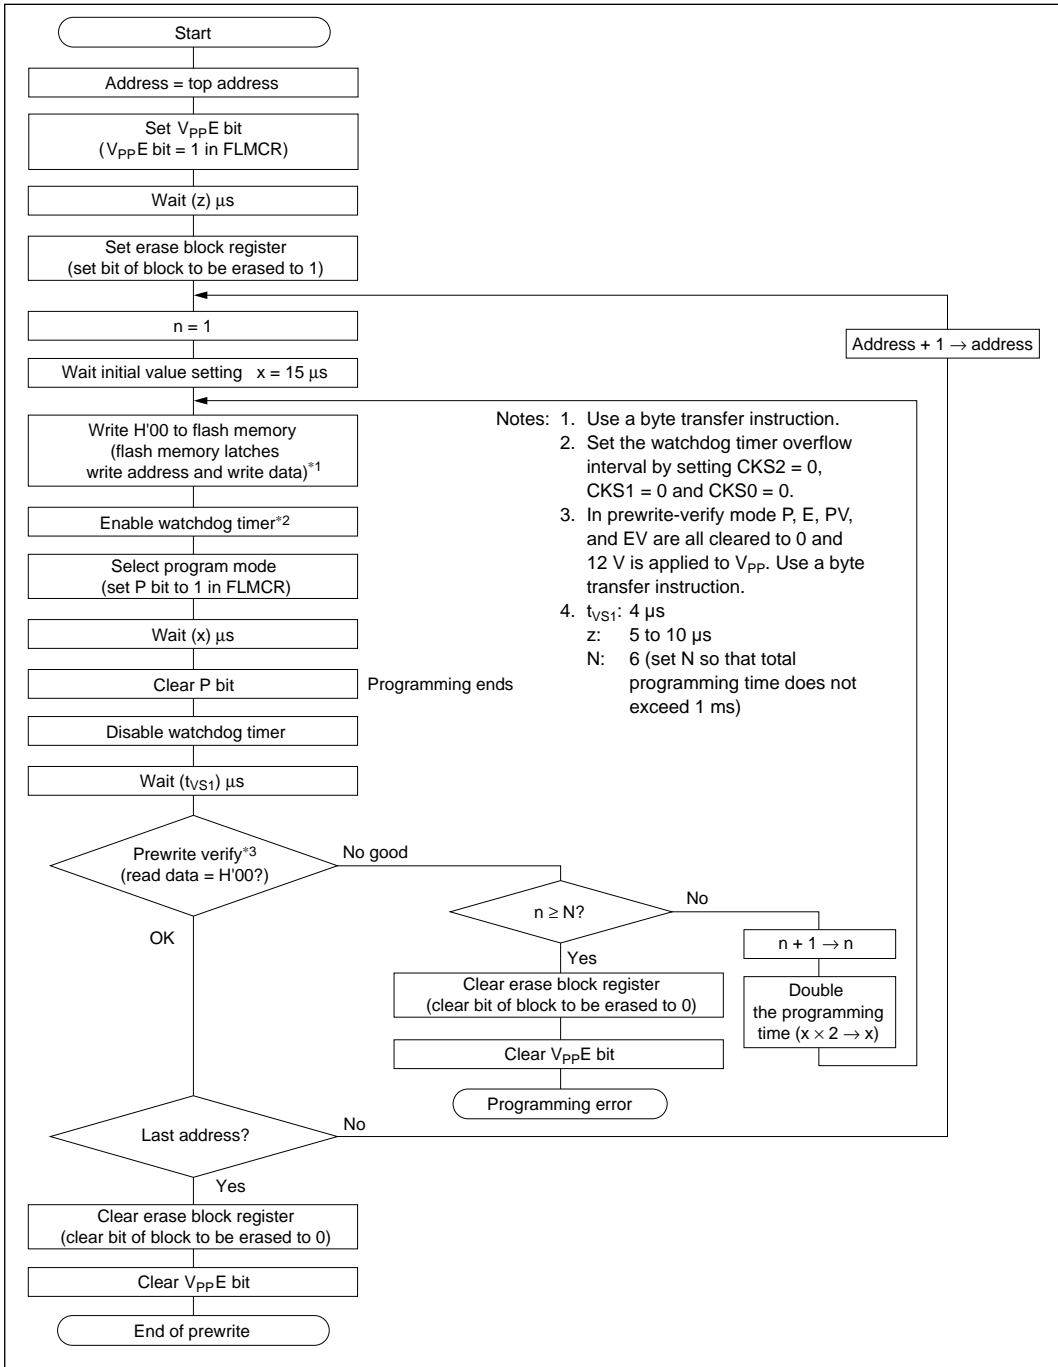 Start
Address = top address
Set VPPE bit
(VPPE bit = 1 in FLMCR)
Wait (z) µs
Set erase block register
(set bit of block to be erased to 1)
n = 1
Address + 1 → address
Wait initial value setting x = 15 µs
Write H'00 to flash memory
(flash memory latches
write address and write data)*1
Enable watchdog timer*2
Select program mode
(set P bit to 1 in FLMCR)
Wait (x) µs
Clear P bit
Programming ends
Disable watchdog timer
Wait (tVS1) µs
Notes: 1. Use a byte transfer instruction.
2. Set the watchdog timer overflow
interval by setting CKS2 = 0,
CKS1 = 0 and CKS0 = 0.
3. In prewrite-verify mode P, E, PV,
and EV are all cleared to 0 and
12 V is applied to VPP. Use a byte
transfer instruction.
4. tVS1: 4 µs
z: 5 to 10 µs
N: 6 (set N so that total
programming time does not
exceed 1 ms)
Prewrite verify*3
(read data = H'00?)
No good
OK
n ≥ N?
No
Yes
n + 1 → n
Double
the programming
time (x × 2 → x)
Clear erase block register
(clear bit of block to be erased to 0)
Clear VPPE bit
Programming error
Last address?
No
Yes
Clear erase block register
(clear bit of block to be erased to 0)
Clear VPPE bit
End of prewrite